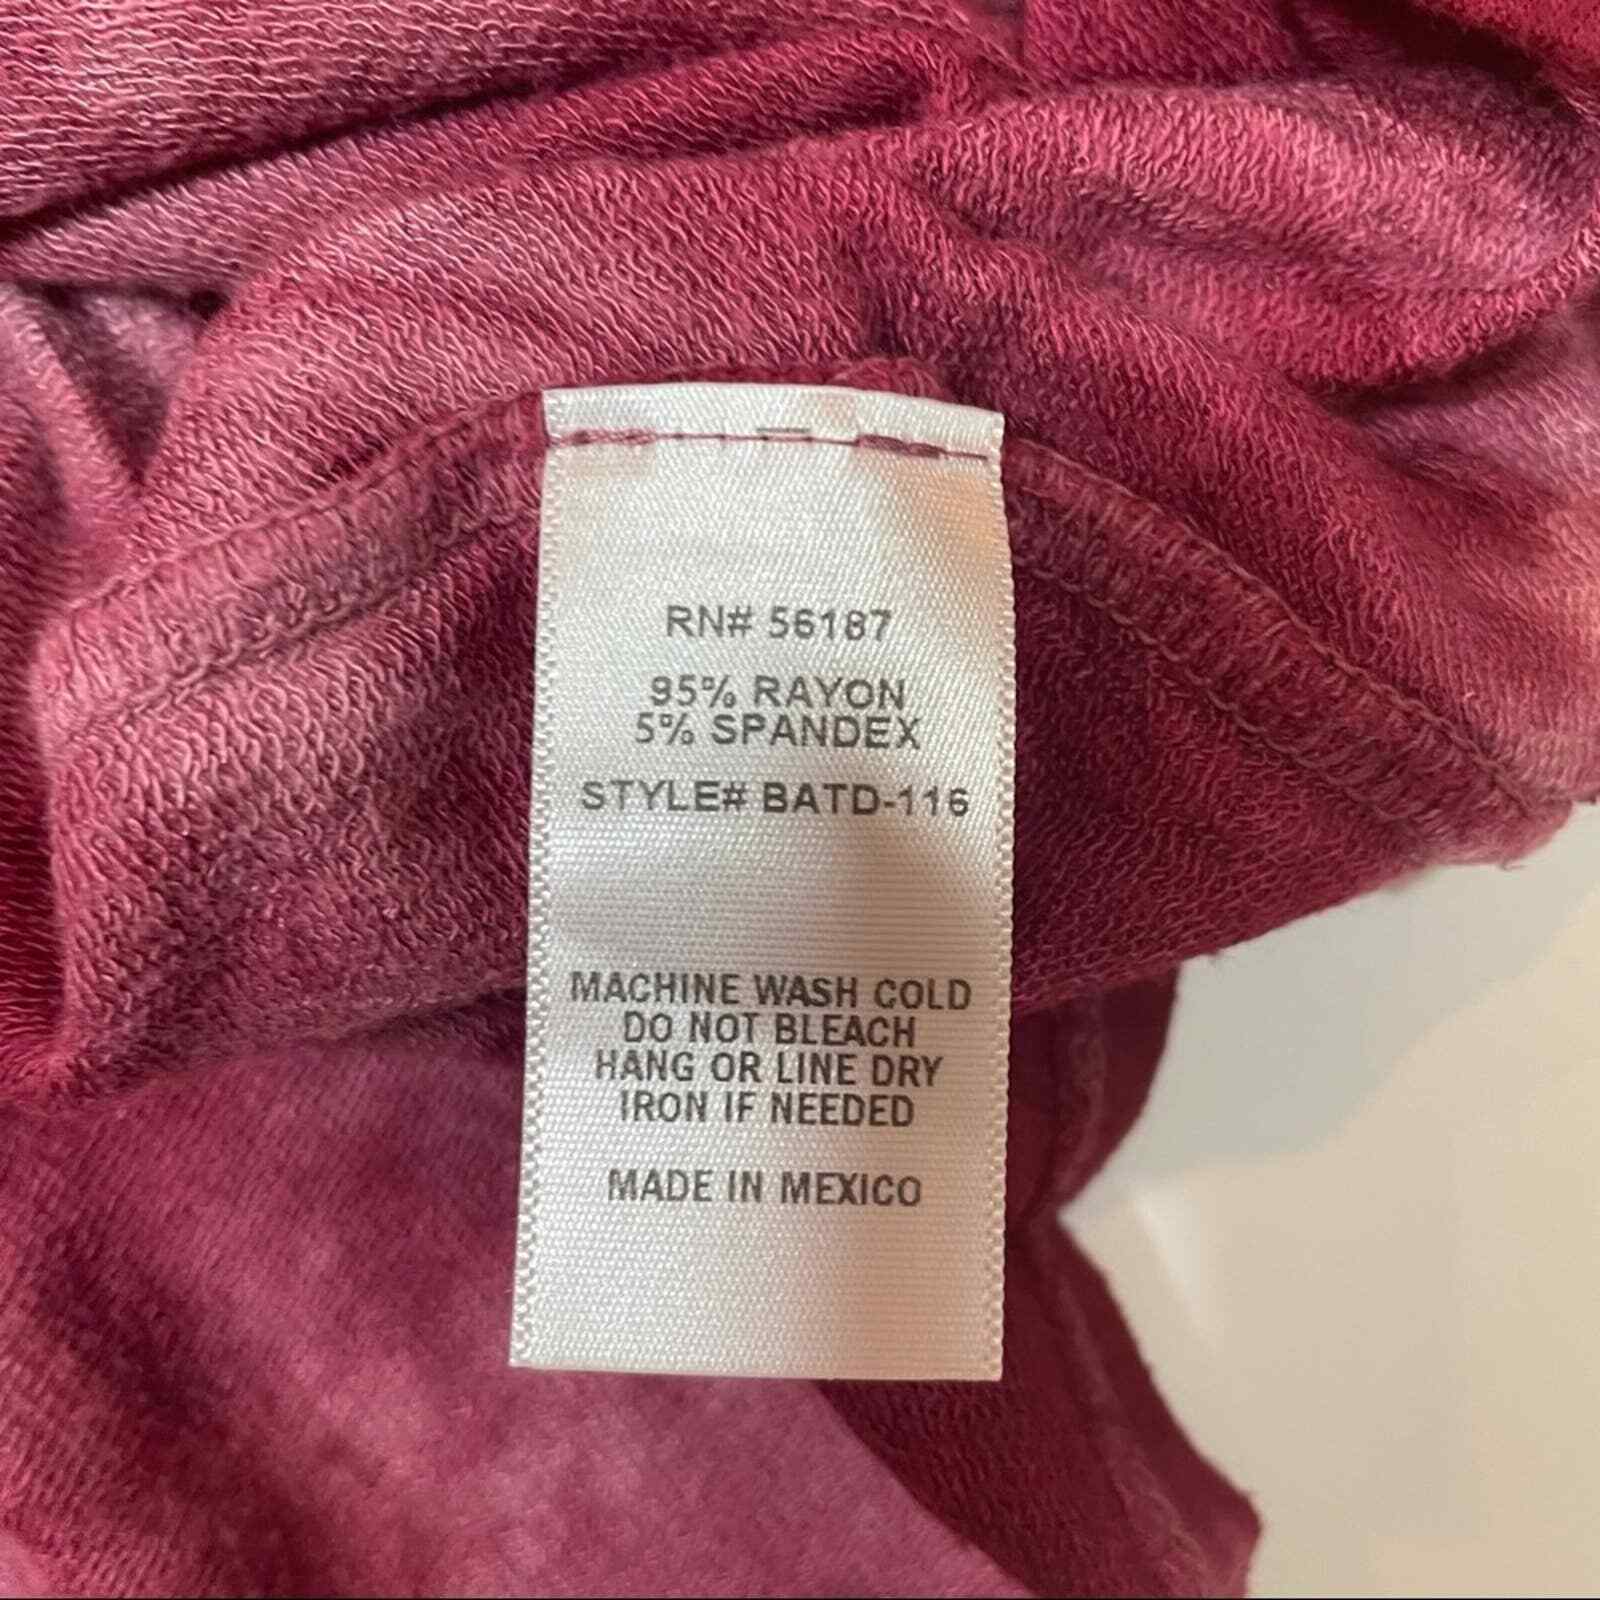 RN# 56187
95% RAYON
5% SPANDEX
STYLE# BATD-116
MACHINE WASH COLD
DO NOT BLEACH
HANG OR LINE DRY
IRON IF NEEDED
MADE IN MEXICO